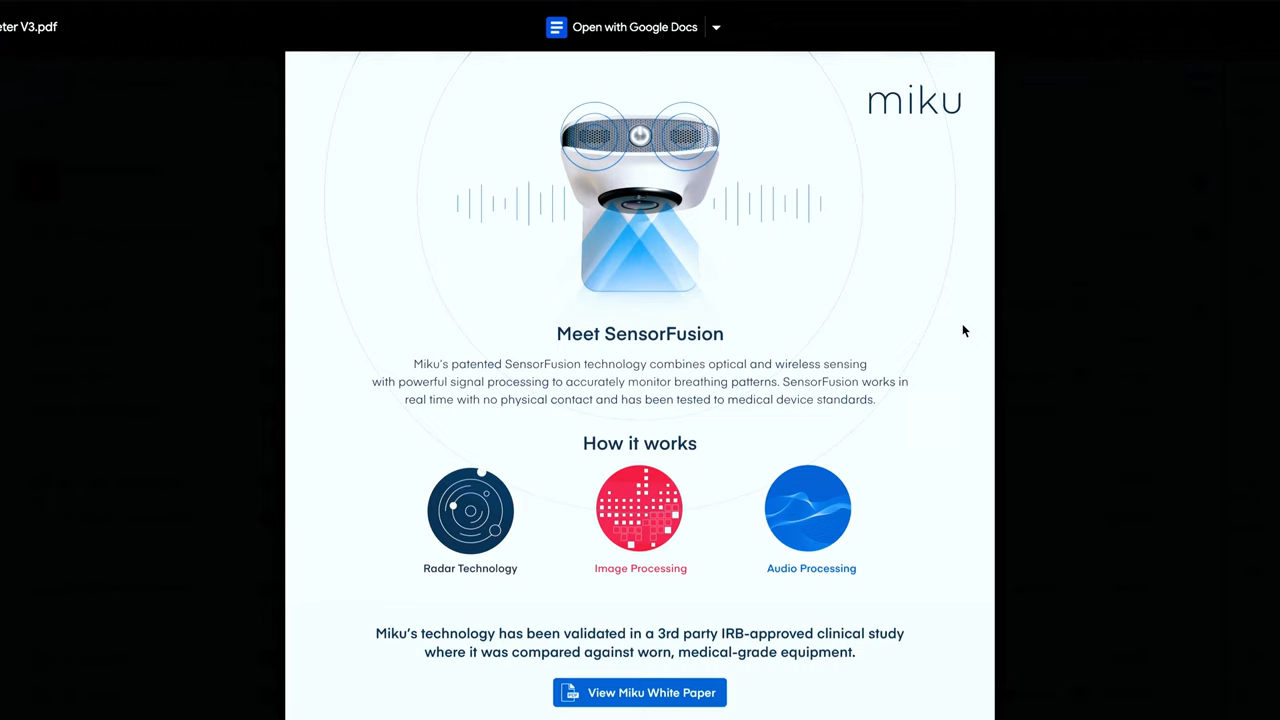 eter V3.pdf
Open with Google Docs
miku
Meet SensorFusion
Miku's patented SensorFusion technology combines optical and wireless sensing
with powerful signal processing to accurately monitor breathing patterns. SensorFusion works in
real time with no physical contact and has been tested to medical device standards.
How it works
Radar Technology
Image Processing
Audio Processing
Miku's technology has been validated in a 3rd party IRB-approved clinical study
where it was compared against worn, medical-grade equipment.
PDF
View Miku White Paper